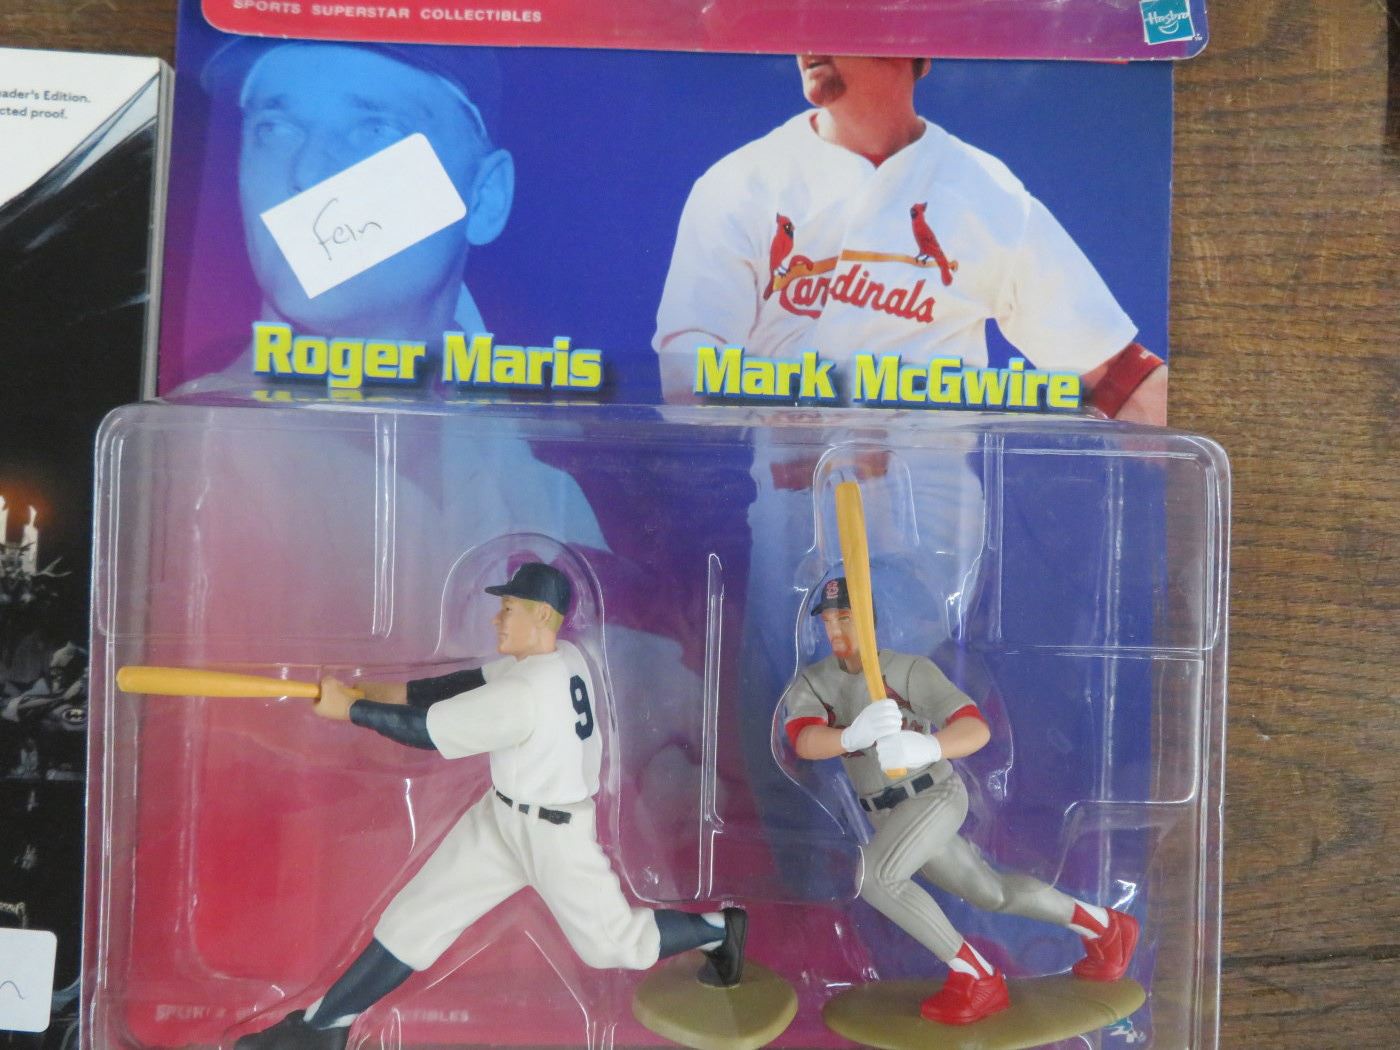 SPORTS SUPERSTAR COLLECTIBLES
Hasbro
ader's Edition.
cted proof.
Fein
Cardinals
Roger Maris
Mark McGwire
9